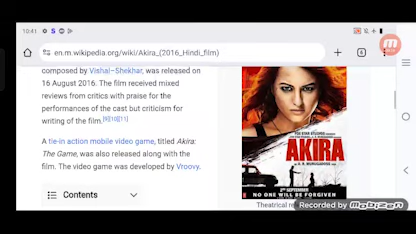 10:41
en.m.wikipedia.org/wiki/Akira_(2016_Hindi_film)
6
composed by Vishal–Shekhar, was released on
16 August 2016. The film received mixed
reviews from critics with praise for the
performances of the cast but criticism for
writing of the film.[9][10][11]
A tie-in action mobile video game, titled Akira:
The Game, was also released along with the
film. The video game was developed by Vroovy.
Contents
FOX STAR STUDIOS
AKIRA
A.R. MURUGADOSS
2nd SEPTEMBER
NO ONE WILL BE FORGIVEN
Theatrical re
Recorded by
mobizen